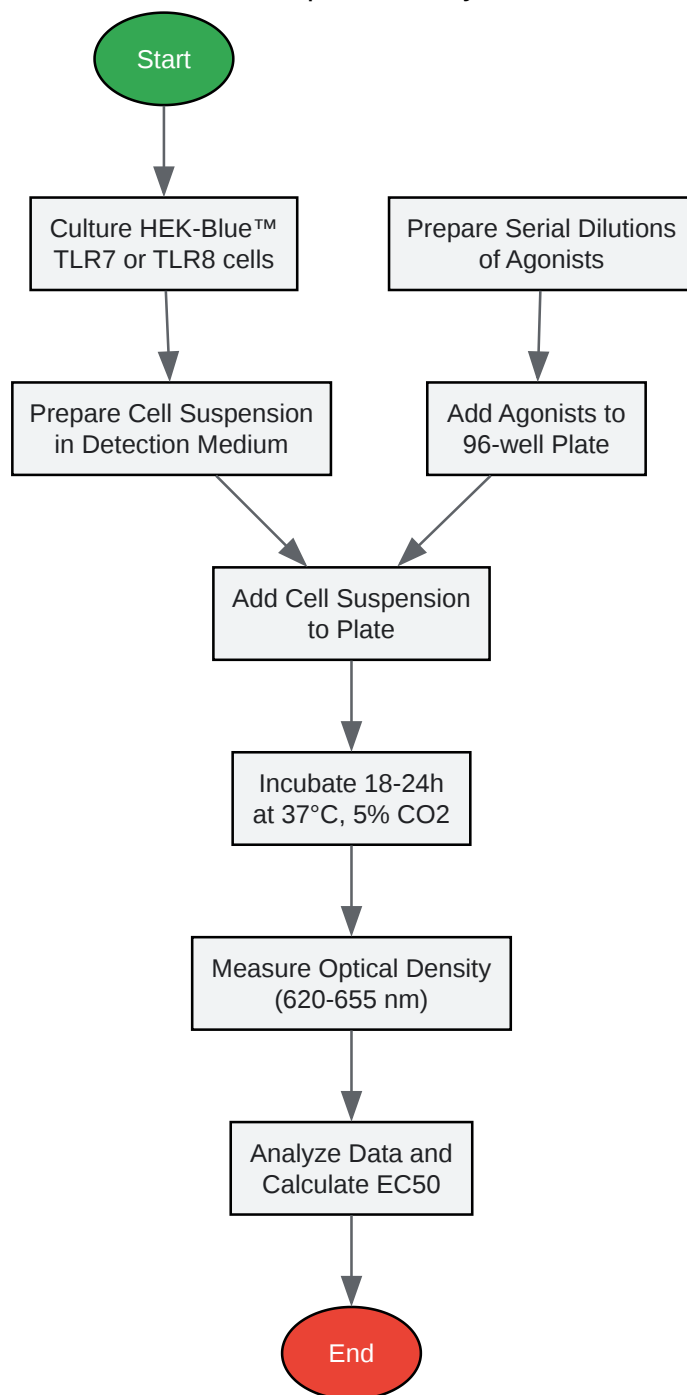 Start
Culture HEK-Blue™
TLR7 or TLR8 cells
Prepare Serial Dilutions
of Agonists
Prepare Cell Suspension
in Detection Medium
Add Agonists to
96-well Plate
Add Cell Suspension
to Plate
Incubate 18-24h
at 37°C, 5% CO2
Measure Optical Density
(620-655 nm)
Analyze Data and
Calculate EC50
End